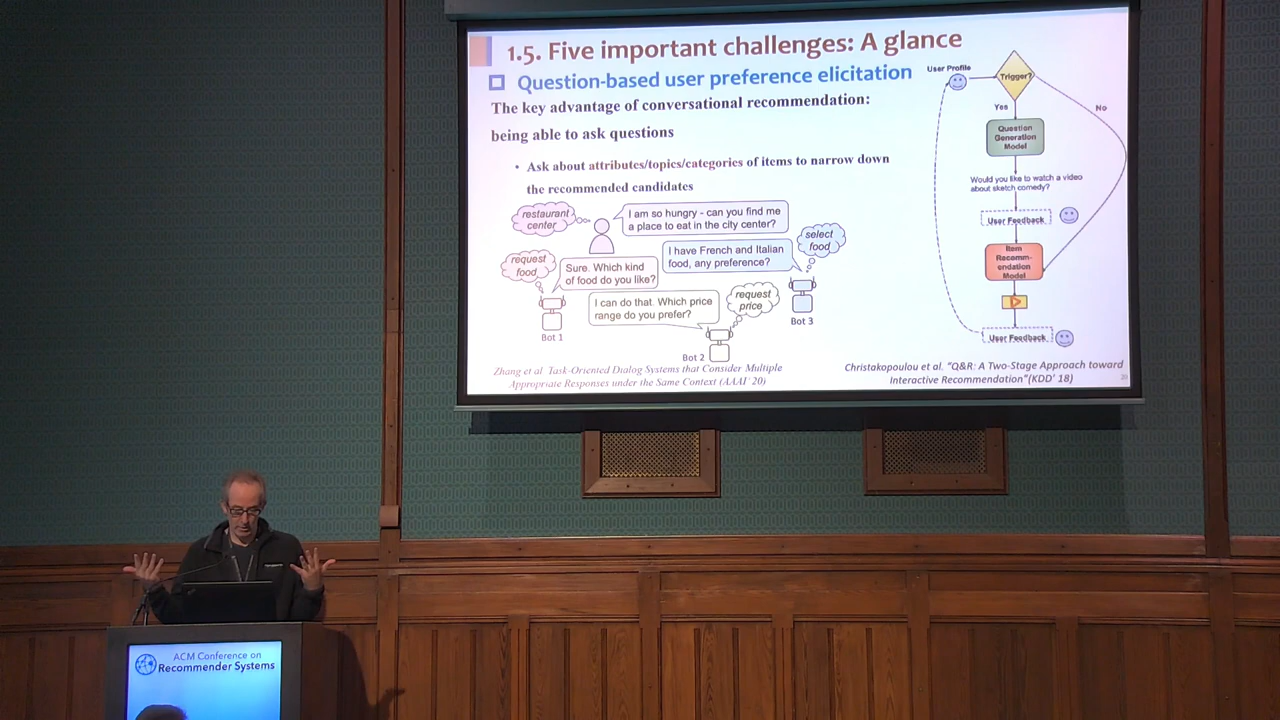 1.5. Five important challenges: A glance
Question-based user preference elicitation
The key advantage of conversational recommendation:
being able to ask questions
• Ask about attributes/topics/categories of items to narrow down
the recommended candidates
restaurant
center
I am so hungry - can you find me
a place to eat in the city center?
select
food
I have French and Italian
food, any preference?
request
food
Sure. Which kind
of food do you like?
I can do that. Which price
range do you prefer?
request
price
Bot 1
Bot 2
Bot 3
Zhang et al Task-Oriented Dialog Systems that Consider Multiple
Appropriate Responses under the Same Context (AAAI' 20)
User Profile
Trigger?
Yes
No
Question
Generation
Model
Would you like to watch a video
about sketch comedy?
User Feedback
Item
Recomm-
endation
Model
User Feedback
Christakopoulou et al. "Q&R: A Two-Stage Approach toward
Interactive Recommendation"(KDD' 18)
ACM Conference on
Recommender Systems